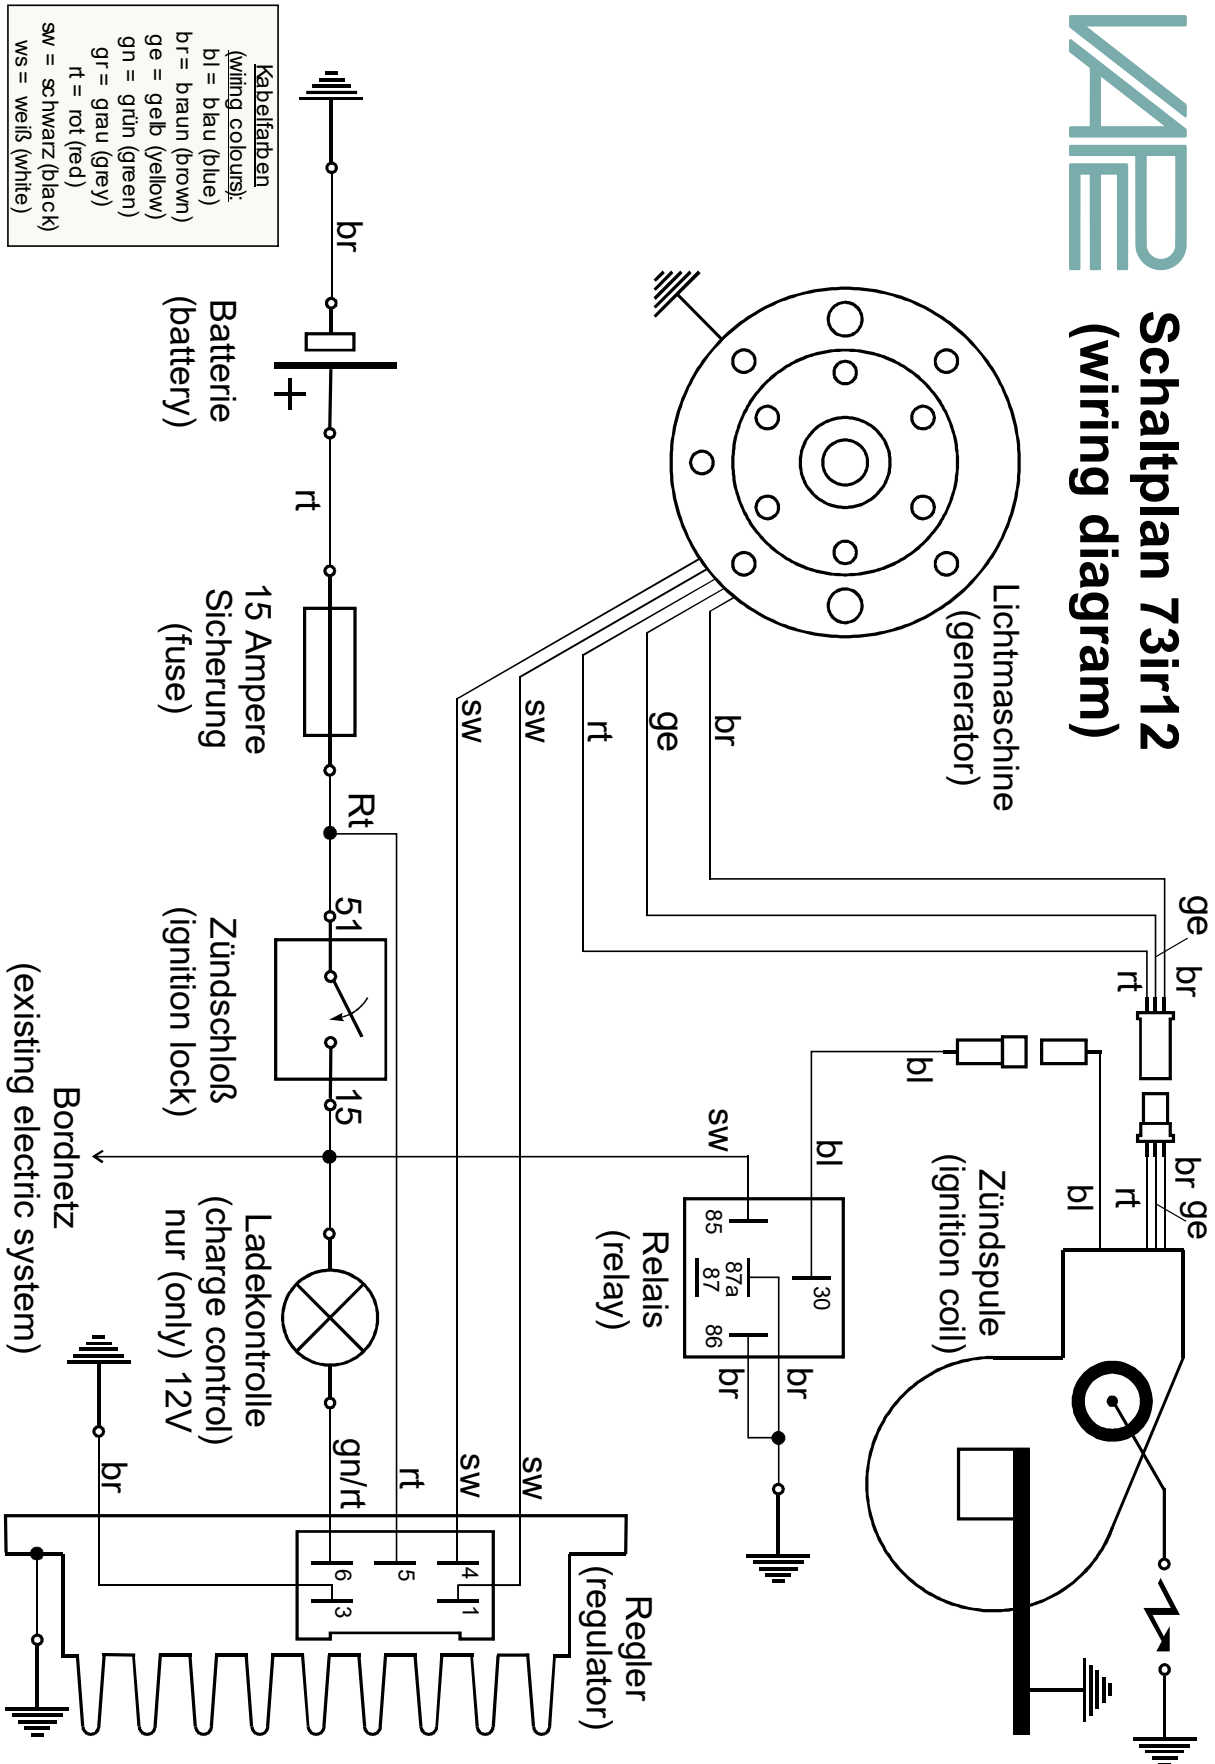 VAPE
Schaltplan 73ir12
(wiring diagram)
Lichtmaschine
(generator)
br
ge
rt
sw
sw
ge
br
rt
br
ge
rt
bl
bl
bl
Zündspule
(ignition coil)
sw
85
87a
87
86
30
br
br
Relais
(relay)
Kabelfarben
(wiring colours):
bl = blau (blue)
br = braun (brown)
ge = gelb (yellow)
gn = grün (green)
gr = grau (grey)
rt = rot (red)
sw = schwarz (black)
ws = weiß (white)
br
Batterie
(battery)
+
rt
15 Ampere
Sicherung
(fuse)
Rt
51
15
Zündschloß
(ignition lock)
Bordnetz
(existing electric system)
Ladekontrolle
(charge control)
nur (only) 12V
gn/rt
rt
sw
sw
br
4
1
5
6
3
Regler
(regulator)